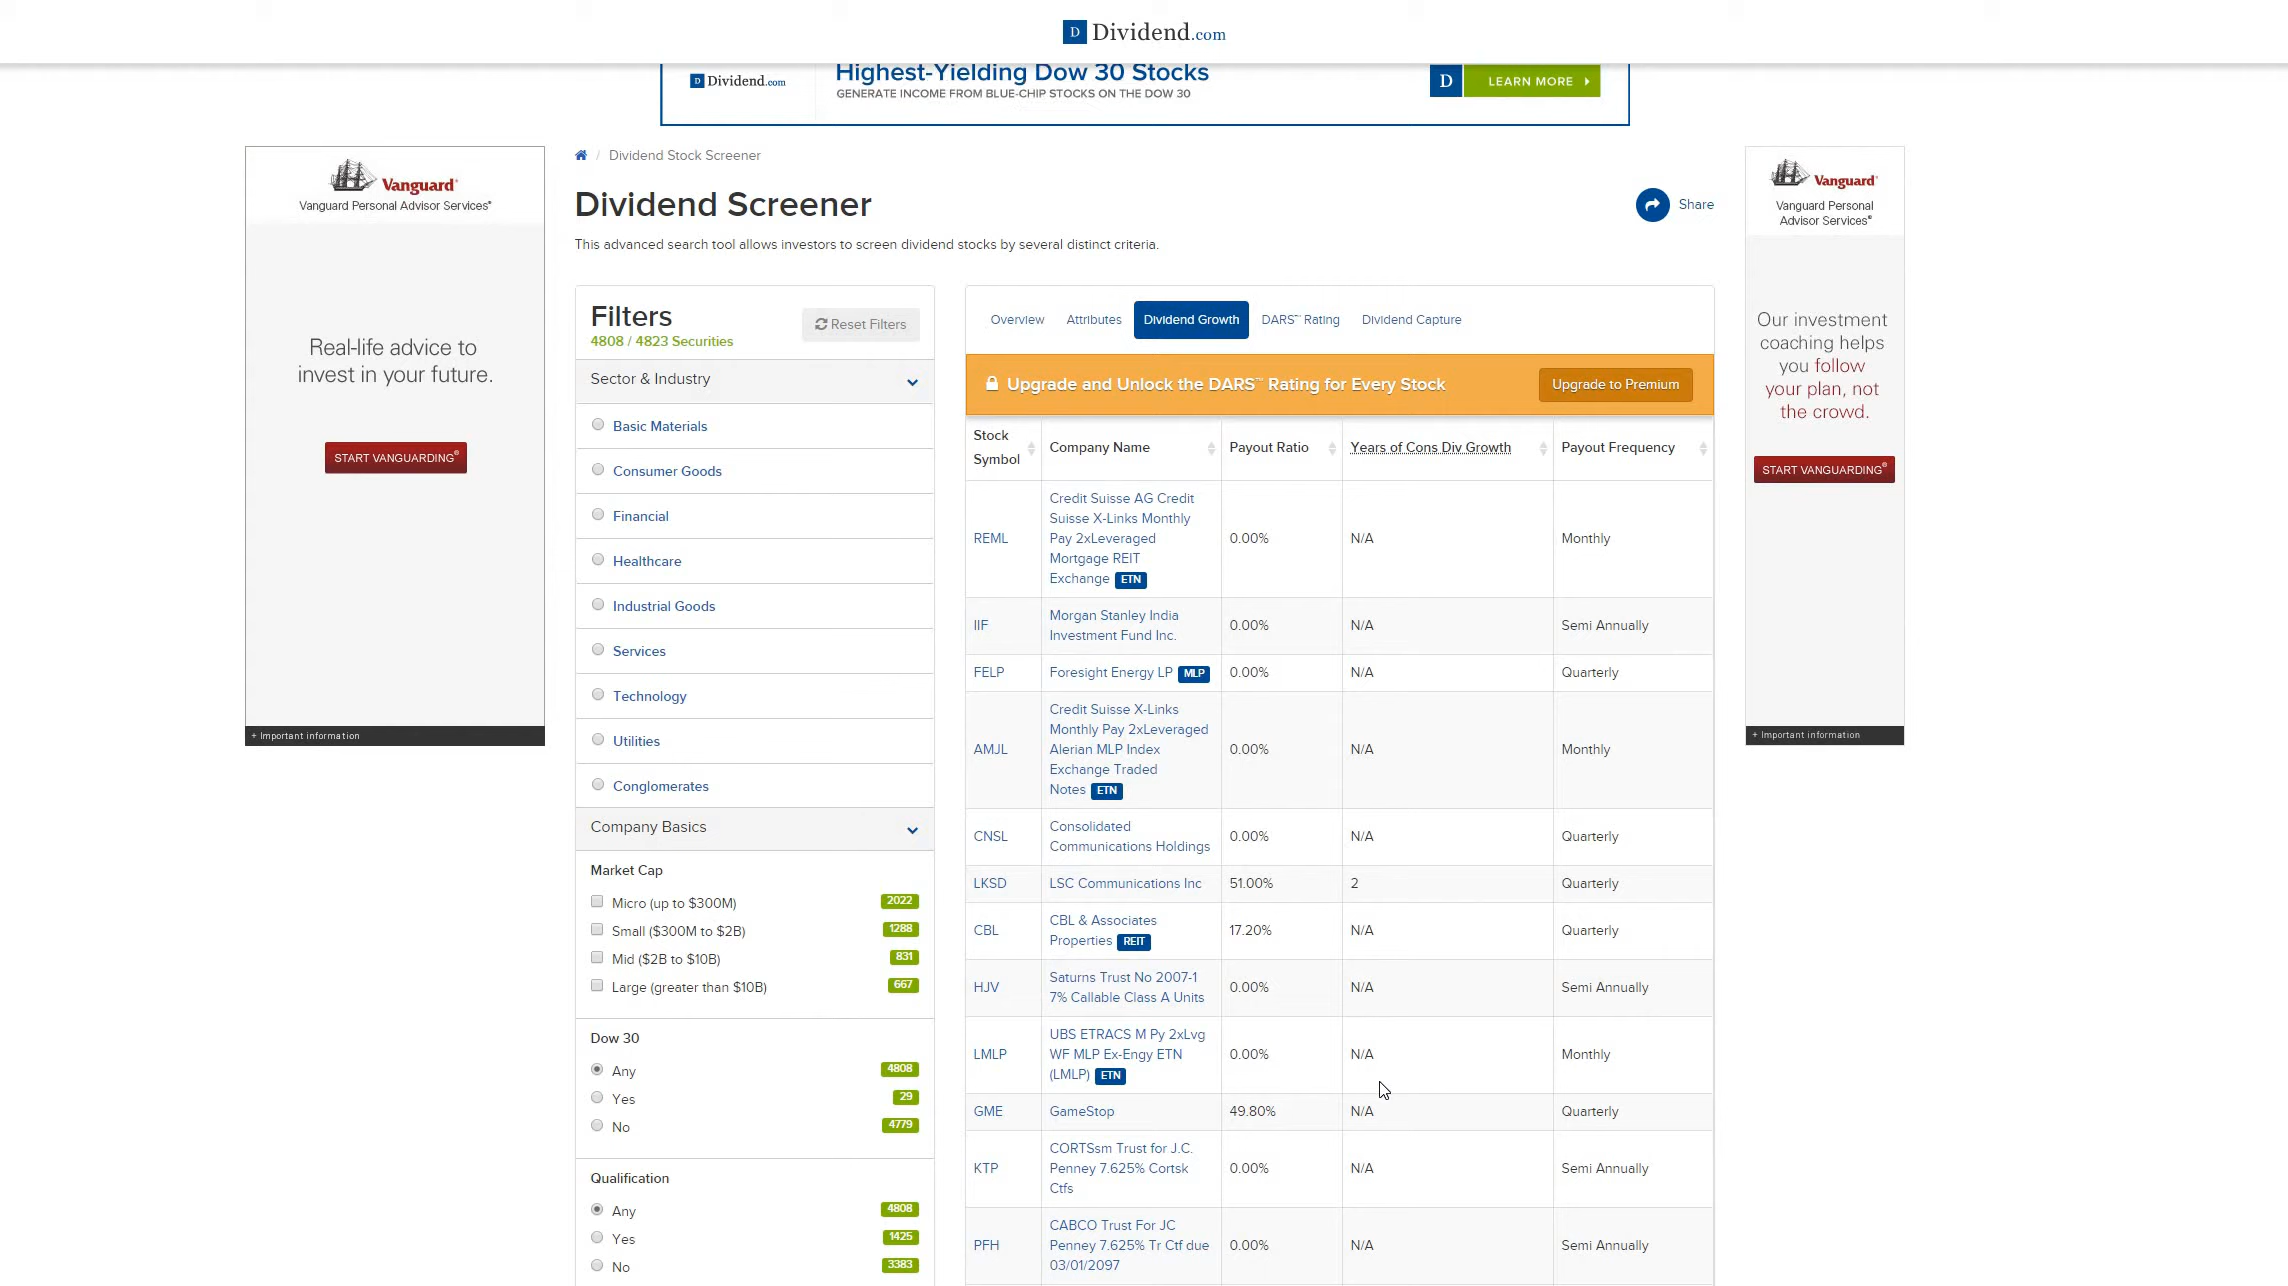 D Dividend.com
D Dividend.com
Highest-Yielding Dow 30 Stocks
GENERATE INCOME FROM BLUE-CHIP STOCKS ON THE DOW 30
D LEARN MORE
Vanguard®
Vanguard Personal Advisor Services®
Real-life advice to
invest in your future.
START VANGUARDING®
+ Important information
/ Dividend Stock Screener
Dividend Screener
Share
This advanced search tool allows investors to screen dividend stocks by several distinct criteria.
Filters
Reset Filters
4808 / 4823 Securities
Sector & Industry
Basic Materials
Consumer Goods
Financial
Healthcare
Industrial Goods
Services
Technology
Utilities
Conglomerates
Company Basics
Market Cap
Micro (up to $300M) 2022
Small ($300M to $2B) 1288
Mid ($2B to $10B) 831
Large (greater than $10B) 667
Dow 30
Any 4808
Yes 29
No 4779
Qualification
Any 4808
Yes 1425
No 3383
Overview Attributes Dividend Growth DARS™ Rating Dividend Capture
Upgrade and Unlock the DARS™ Rating for Every Stock
Upgrade to Premium
Stock
Symbol
Company Name
Payout Ratio
Years of Cons Div Growth
Payout Frequency
REML
Credit Suisse AG Credit
Suisse X-Links Monthly
Pay 2xLeveraged
Mortgage REIT
Exchange ETN
0.00%
N/A
Monthly
IIF
Morgan Stanley India
Investment Fund Inc.
0.00%
N/A
Semi Annually
FELP
Foresight Energy LP MLP
0.00%
N/A
Quarterly
AMJL
Credit Suisse X-Links
Monthly Pay 2xLeveraged
Alerian MLP Index
Exchange Traded
Notes ETN
0.00%
N/A
Monthly
CNSL
Consolidated
Communications Holdings
0.00%
N/A
Quarterly
LKSD
LSC Communications Inc
51.00%
2
Quarterly
CBL
CBL & Associates
Properties REIT
17.20%
N/A
Quarterly
HJV
Saturns Trust No 2007-1
7% Callable Class A Units
0.00%
N/A
Semi Annually
LMLP
UBS ETRACS M Py 2xLvg
WF MLP Ex-Engy ETN
(LMLP) ETN
0.00%
N/A
Monthly
GME
GameStop
49.80%
N/A
Quarterly
KTP
CORTSsm Trust for J.C.
Penney 7.625% Cortsk
Ctfs
0.00%
N/A
Semi Annually
PFH
CABCO Trust For JC
Penney 7.625% Tr Ctf due
03/01/2097
0.00%
N/A
Semi Annually
Vanguard®
Vanguard Personal
Advisor Services®
Our investment
coaching helps
you follow
your plan, not
the crowd.
START VANGUARDING®
+ Important information